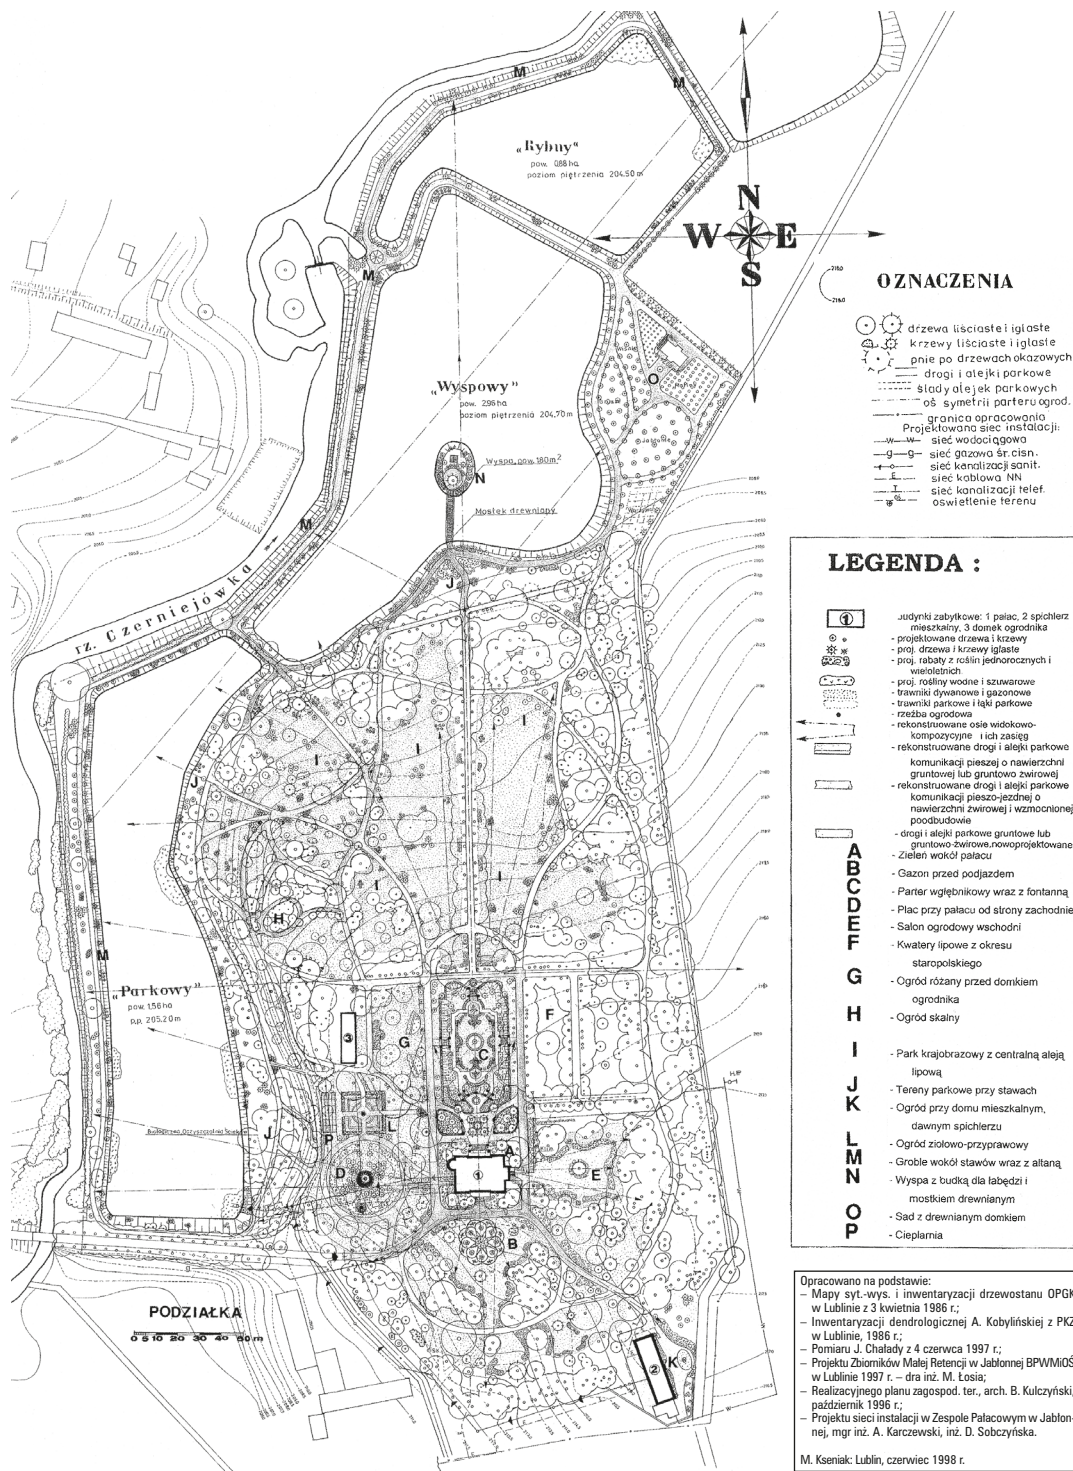 M
M
„Rybny“
pow. 0,88 ha
poziom piętrzenia 204.50 m
N
W E
S
M
OZNACZENIA
drzewa liściaste i iglaste
krzewy liściaste i iglaste
pnie po drzewach okazowych
drogi i alejki parkowe
ślady alejek parkowych
oś symetrii parteru ogrod.
granica opracowania
Projektowana sieć instalacji:
w w sieć wodociągowa
g g sieć gazowa śr. cisn.
sieć kanalizacji sanit.
E sieć kablowa NN
T sieć kanalizacji telef.
oświetlenie terenu
O
„Wyspowy”
pow. 2,96 ha
poziom piętrzenia 204,70 m
Wyspa, pow. 180 m²
N
Mostek drewniany
M
rz. Czerniejówka
J
LEGENDA :
① budynki zabytkowe: 1 pałac, 2 spichlerz
mieszkalny, 3 domek ogrodnika
- projektowane drzewa i krzewy
- proj. drzewa i krzewy iglaste
- proj. rabaty z roślin jednorocznych i
wieloletnich
- proj. rośliny wodne i szuwarowe
- trawniki dywanowe i gazonowe
- trawniki parkowe i łąki parkowe
- rzeźba ogrodowa
- rekonstruowane osie widokowo-
kompozycyjne i ich zasięg
- rekonstruowane drogi i alejki parkowe
komunikacji pieszej o nawierzchni
gruntowej lub gruntowo żwirowej
- rekonstruowane drogi i alejki parkowe
komunikacji pieszo-jezdnej o
nawierzchni żwirowej i wzmocnionej
poodbudowie
- drogi i alejki parkowe gruntowe lub
gruntowo-żwirowe, nowoprojektowane
A - Zieleń wokół pałacu
B - Gazon przed podjazdem
C - Parter wgłębnikowy wraz z fontanną
D - Plac przy pałacu od strony zachodnie
E - Salon ogrodowy wschodni
F - Kwatery lipowe z okresu
staropolskiego
G - Ogród różany przed domkiem
ogrodnika
H - Ogród skalny
I - Park krajobrazowy z centralną aleją
lipową
J - Tereny parkowe przy stawach
K - Ogród przy domu mieszkalnym,
dawnym spichlerzu
L - Ogród ziołowo-przyprawowy
M - Groble wokół stawów wraz z altaną
N - Wyspa z budką dla łabędzi i
mostkiem drewnianym
O - Sad z drewnianym domkiem
P - Cieplarnia
I
I
J
I
I
H
M
„Parkowy”
pow. 1,56 ha
p.p. 205.20 m
3
G
C
F
J
P
L
A
D
1
E
B
2
K
PODZIAŁKA
0 5 10 20 30 40 50 m
Opracowano na podstawie:
– Mapy syt.-wys. i inwentaryzacji drzewostanu OPGK
w Lublinie z 3 kwietnia 1986 r.;
– Inwentaryzacji dendrologicznej A. Kobylińskiej z PKZ
w Lublinie, 1986 r.;
– Pomiaru J. Chałady z 4 czerwca 1997 r.;
– Projektu Zbiorników Małej Retencji w Jabłonnej BPWMiOŚ
w Lublinie 1997 r. – dra inż. M. Łosia;
– Realizacyjnego planu zagospod. ter., arch. B. Kulczyński,
październik 1996 r.;
– Projektu sieci instalacji w Zespole Pałacowym w Jabłon-
nej, mgr inż. A. Karczewski, inż. D. Sobczyńska.
M. Kseniak: Lublin, czerwiec 1998 r.